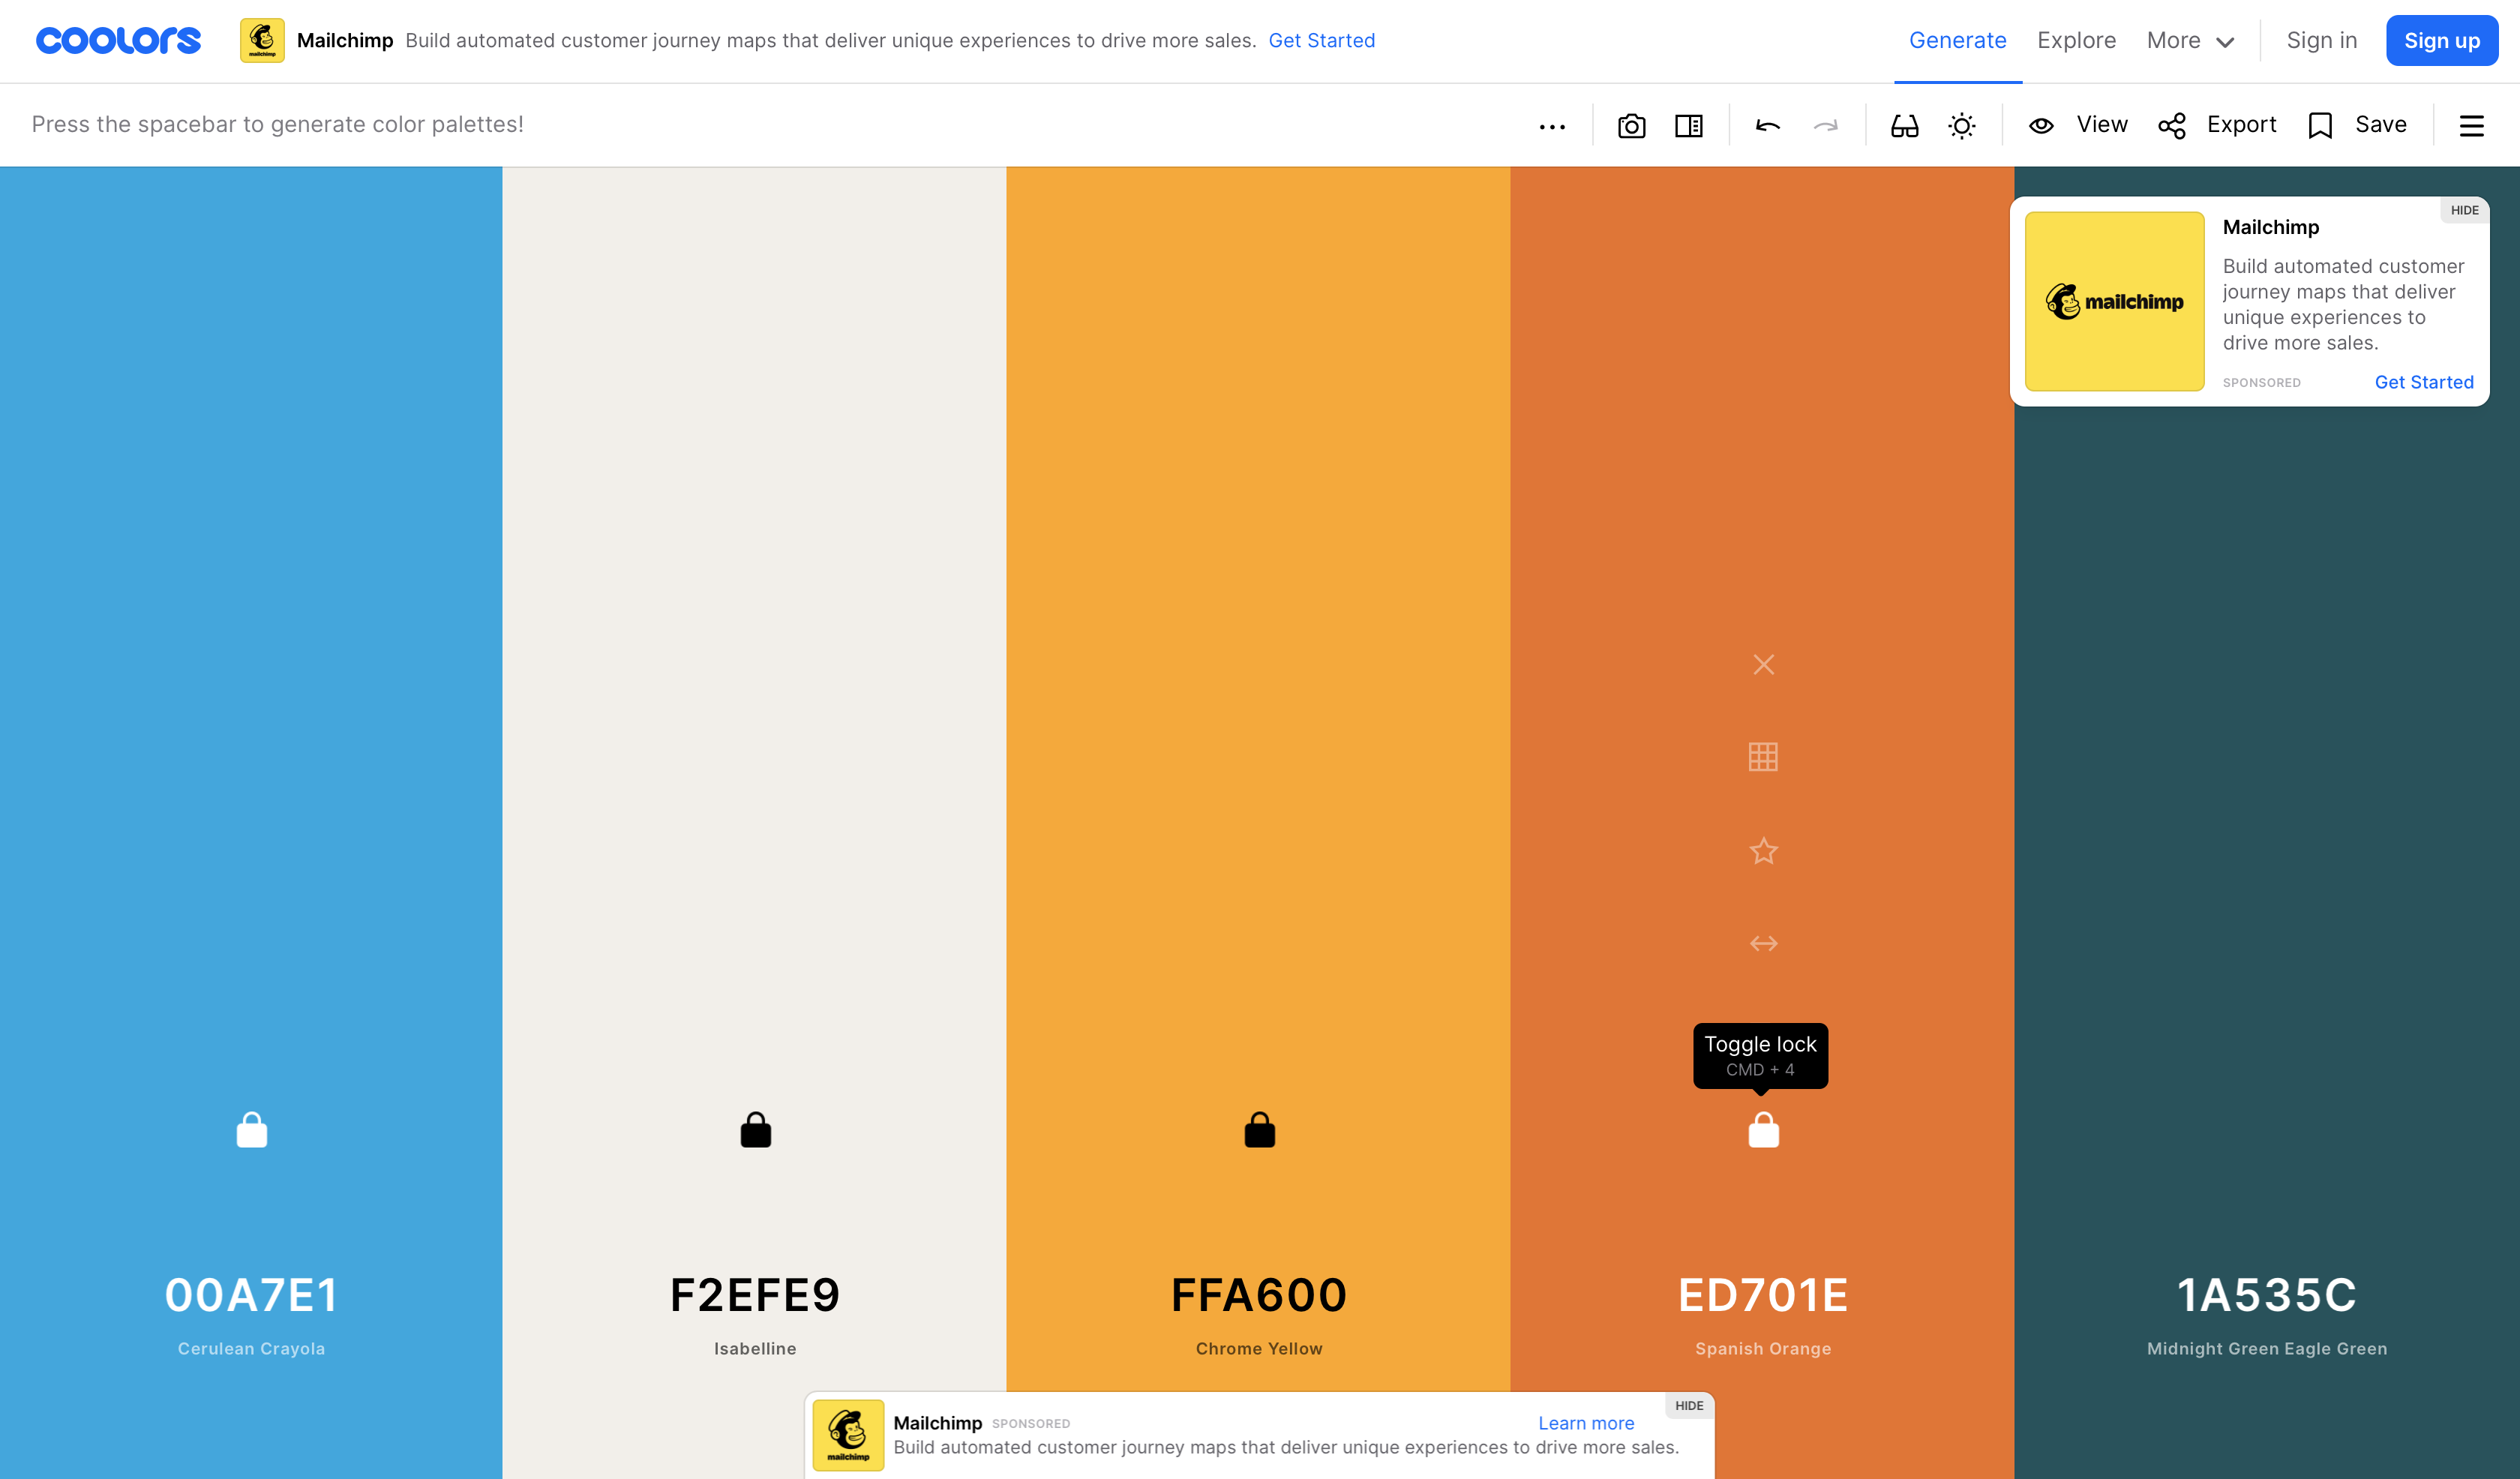 coolors
mailchimp
Mailchimp Build automated customer journey maps that deliver unique experiences to drive more sales. Get Started
Generate
Explore
More
Sign in
Sign up
Press the spacebar to generate color palettes!
View
Export
Save
HIDE
mailchimp
Mailchimp
Build automated customer
journey maps that deliver
unique experiences to
drive more sales.
SPONSORED
Get Started
Toggle lock
CMD + 4
00A7E1
Cerulean Crayola
F2EFE9
Isabelline
FFA600
Chrome Yellow
ED701E
Spanish Orange
1A535C
Midnight Green Eagle Green
HIDE
mailchimp
Mailchimp SPONSORED
Learn more
Build automated customer journey maps that deliver unique experiences to drive more sales.